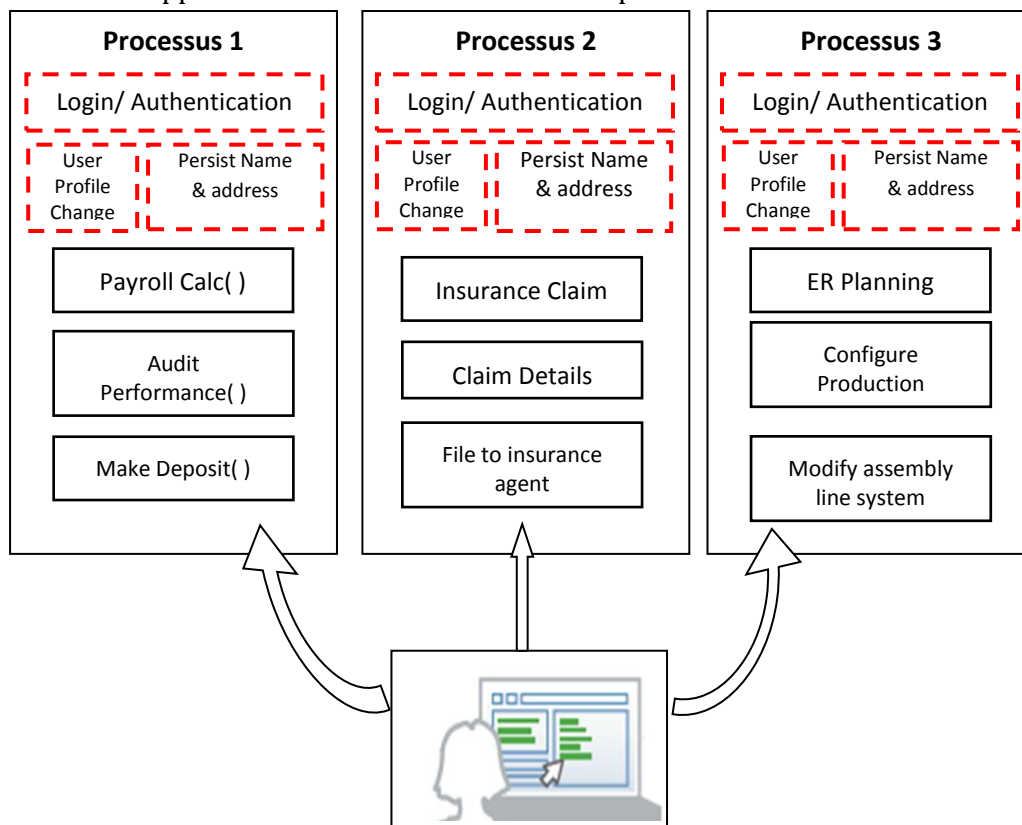 Processus 1
Login/ Authentication
User
Profile
Change
Persist Name
& address
Payroll Calc( )
Audit
Performance( )
Make Deposit( )
Processus 2
Login/ Authentication
User
Profile
Change
Persist Name
& address
Insurance Claim
Claim Details
File to insurance
agent
Processus 3
Login/ Authentication
User
Profile
Change
Persist Name
& address
ER Planning
Configure
Production
Modify assembly
line system